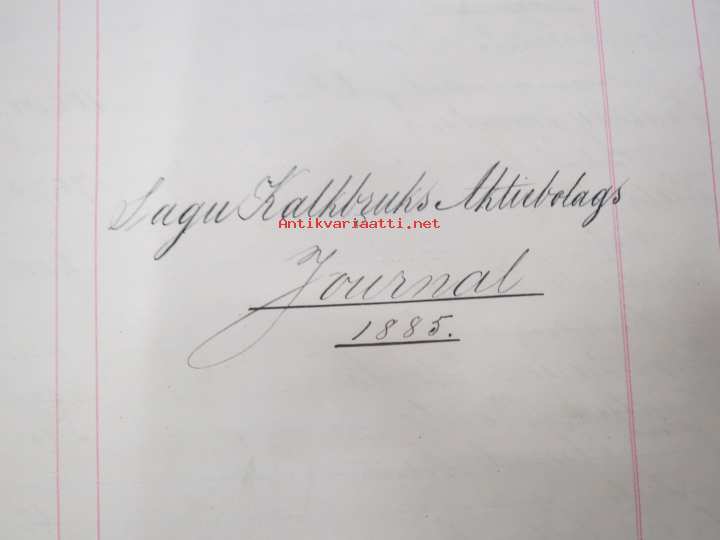 Sagu Kalkbruks Aktiebolags
Antikvariaatti.net
Journal
1885.